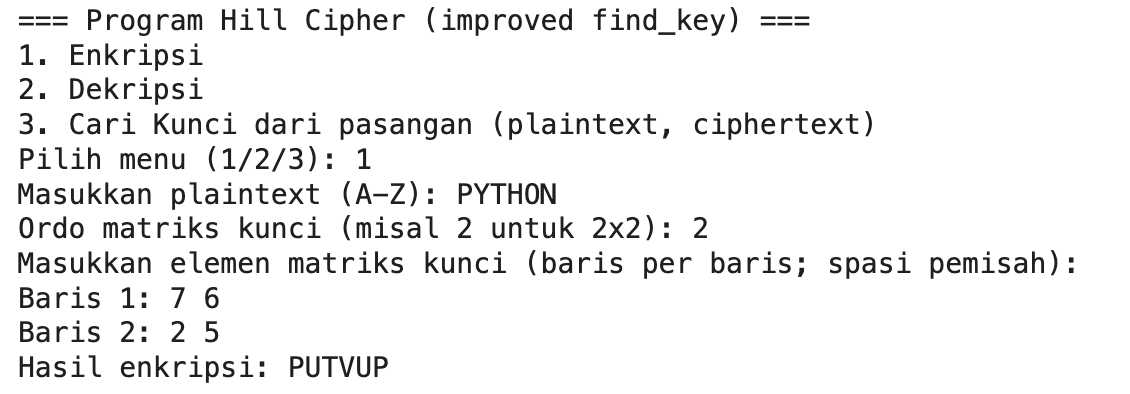 === Program Hill Cipher (improved find_key) ===
1. Enkripsi
2. Dekripsi
3. Cari Kunci dari pasangan (plaintext, ciphertext)
Pilih menu (1/2/3): 1
Masukkan plaintext (A-Z): PYTHON
Ordo matriks kunci (misal 2 untuk 2x2): 2
Masukkan elemen matriks kunci (baris per baris; spasi pemisah):
Baris 1: 7 6
Baris 2: 2 5
Hasil enkripsi: PUTVUP